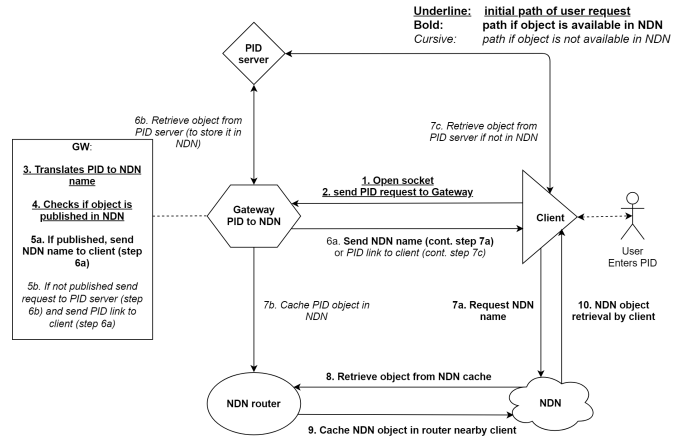 Underline: initial path of user request
Bold: path if object is available in NDN
Cursive: path if object is not available in NDN
PID
server
6b. Retrieve object from
PID server (to store it in
NDN)
7c. Retrieve object from
PID server if not in NDN
GW:
3. Translates PID to NDN
name
4. Checks if object is
published in NDN
5a. If published, send
NDN name to client (step
6a)
5b. If not published send
request to PID server (step
6b) and send PID link to
client (step 6a)
1. Open socket
2. send PID request to Gateway
Gateway
PID to NDN
Client
User
Enters PID
6a. Send NDN name (cont. step 7a)
or PID link to client (cont. step 7c)
7b. Cache PID object in
NDN
7a. Request NDN
name
10. NDN object
retrieval by client
8. Retrieve object from NDN cache
NDN router
NDN
9. Cache NDN object in router nearby client